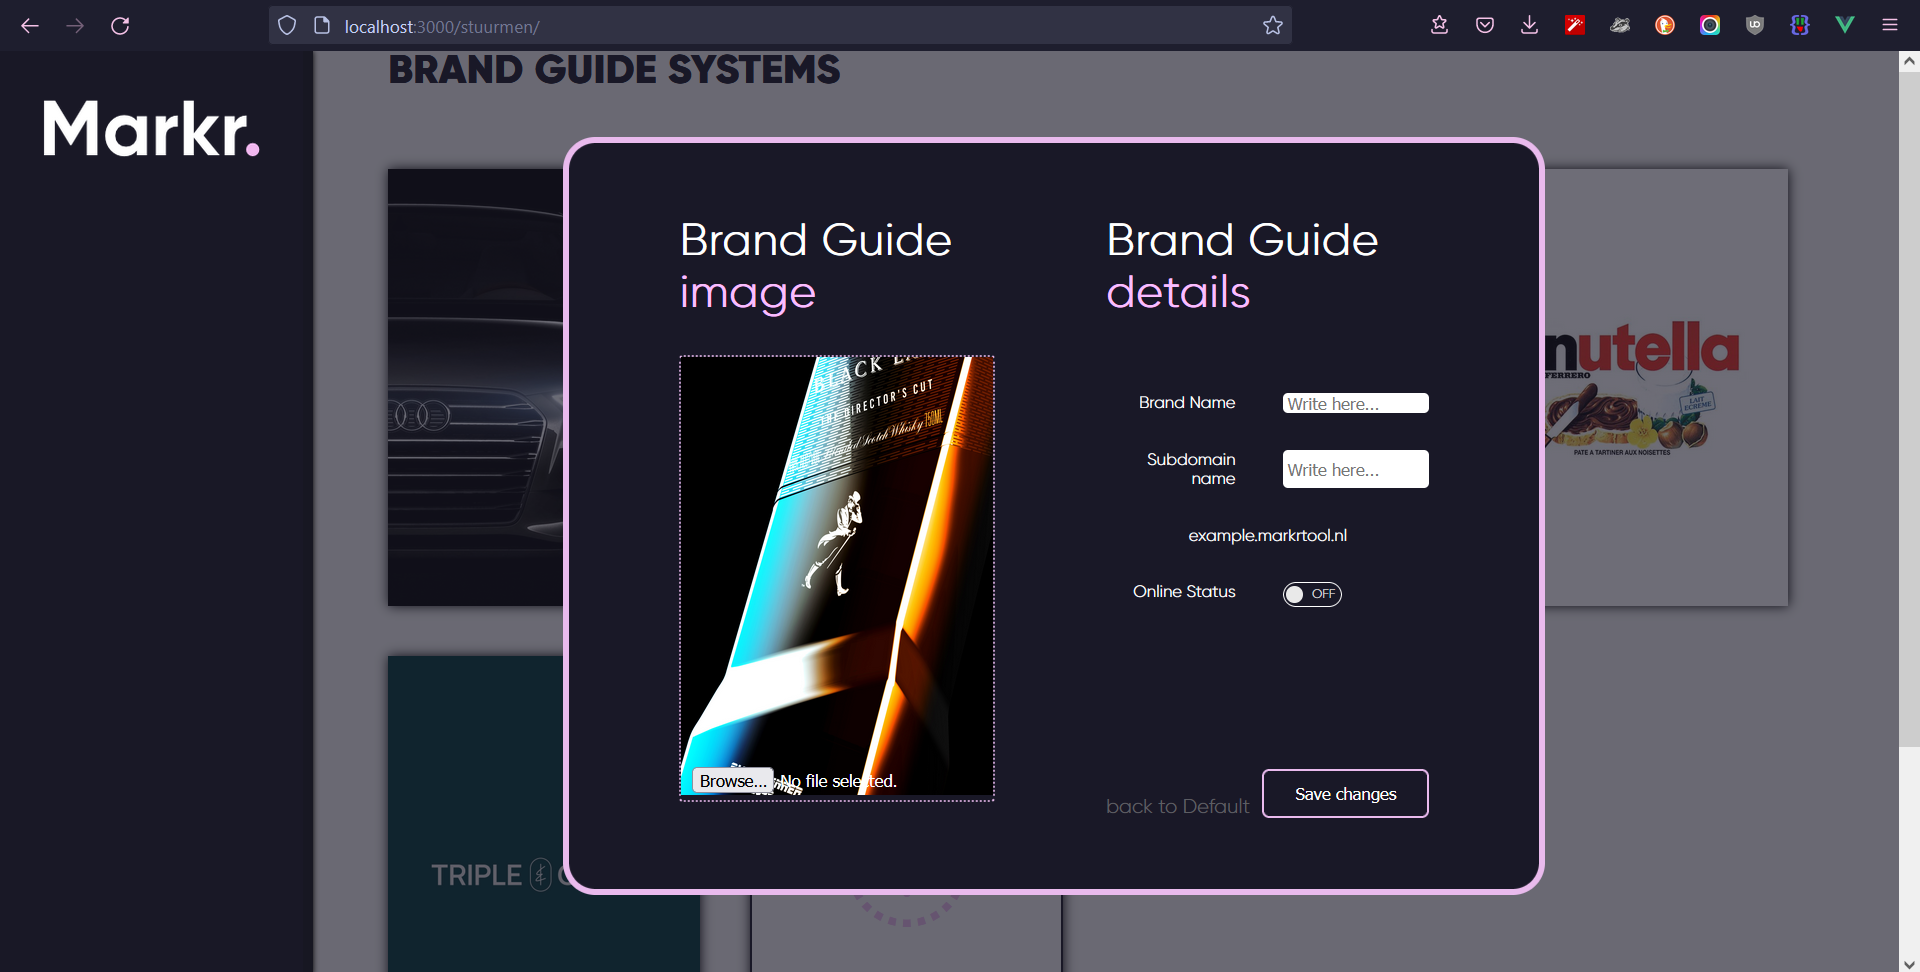 localhost:3000/stuurmen/
BRAND GUIDE SYSTEMS
Markr.
Brand Guide
image
BLACK
DIRECTOR'S CUT
Blended Scotch Whisky 750ML
Browse...
No file selected.
Brand Guide
details
Brand Name
Write here...
Subdomain
name
Write here...
example.markrtool.nl
Online Status
OFF
back to Default
Save changes
nutella
FERRERO
LAIT
ECREME
PATE A TARTINER AUX NOISETTES
TRIPLE